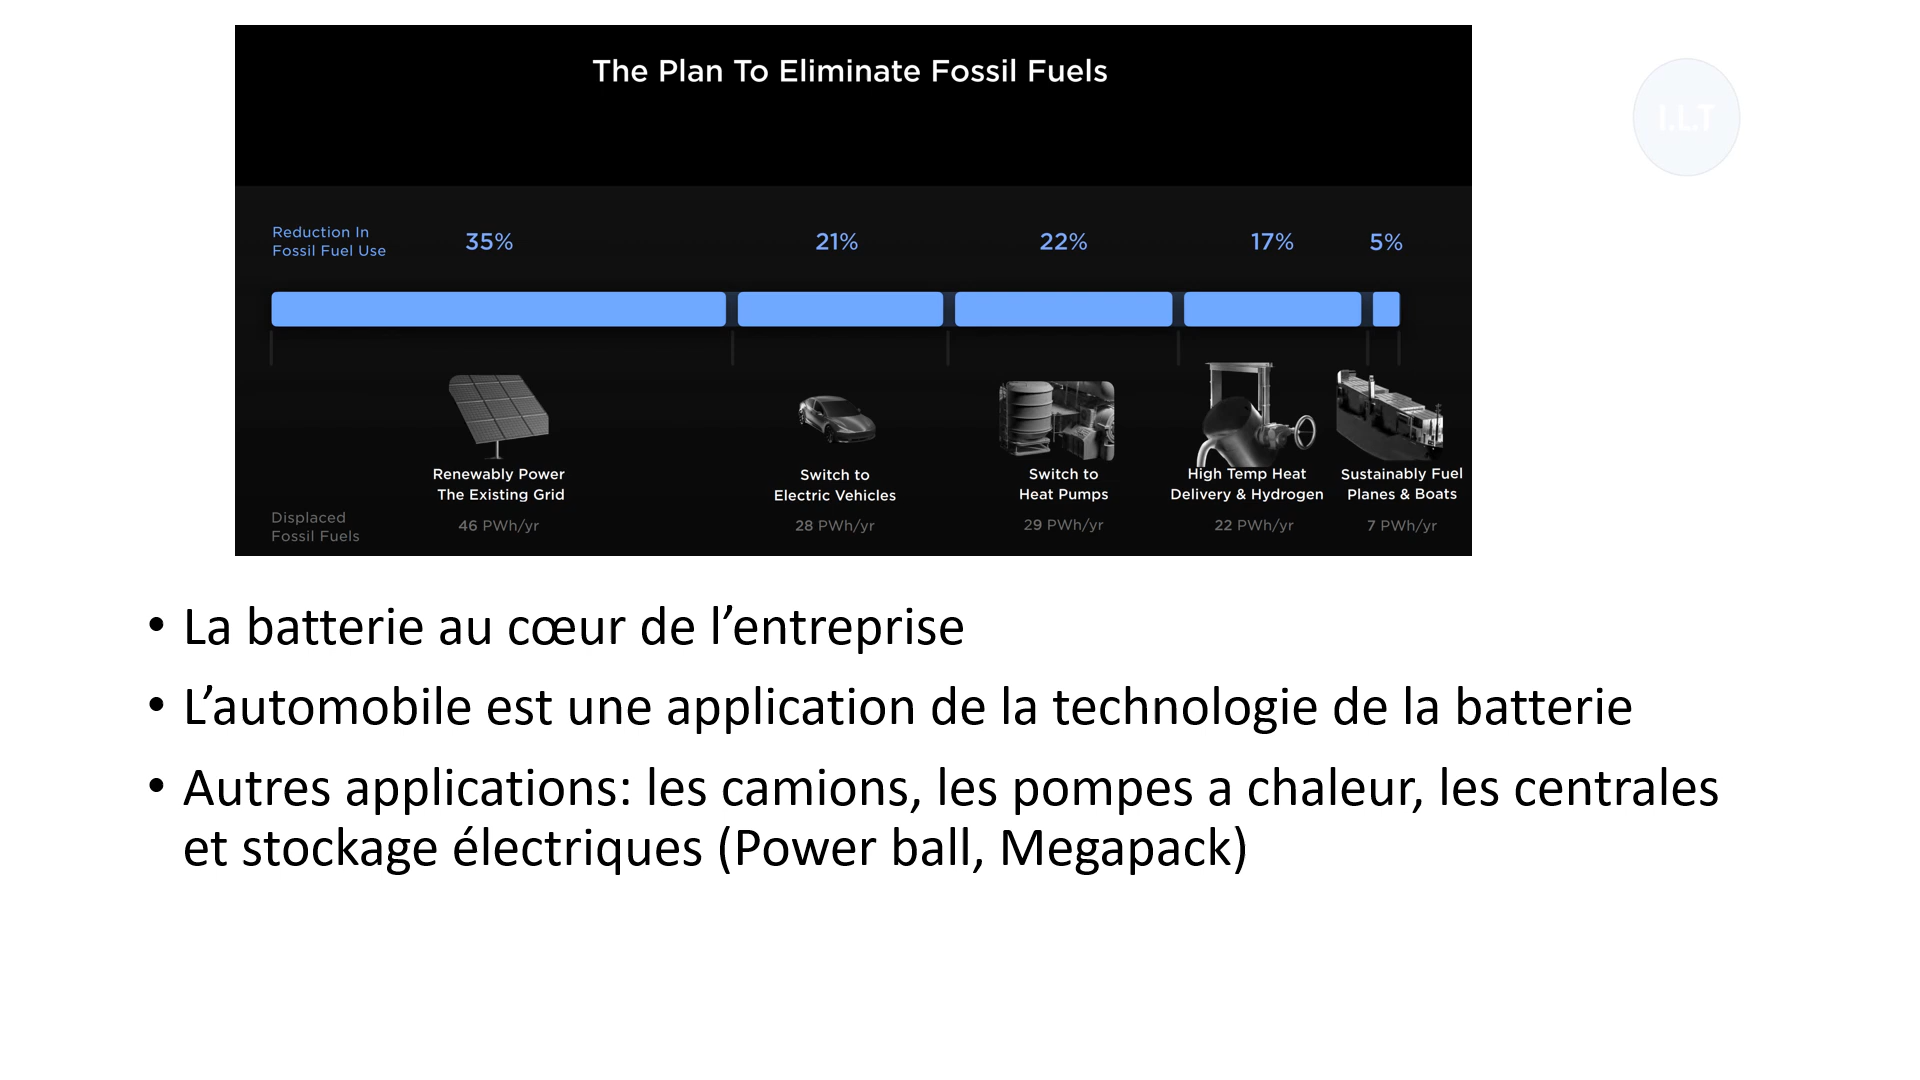 The Plan To Eliminate Fossil Fuels
I.L.T
Reduction In
Fossil Fuel Use
35%
21%
22%
17%
5%
Renewably Power
The Existing Grid
Switch to
Electric Vehicles
Switch to
Heat Pumps
High Temp Heat
Delivery & Hydrogen
Sustainably Fuel
Planes & Boats
Displaced
Fossil Fuels
46 PWh/yr
28 PWh/yr
29 PWh/yr
22 PWh/yr
7 PWh/yr
• La batterie au cœur de l’entreprise
• L’automobile est une application de la technologie de la batterie
• Autres applications: les camions, les pompes a chaleur, les centrales
et stockage électriques (Power ball, Megapack)